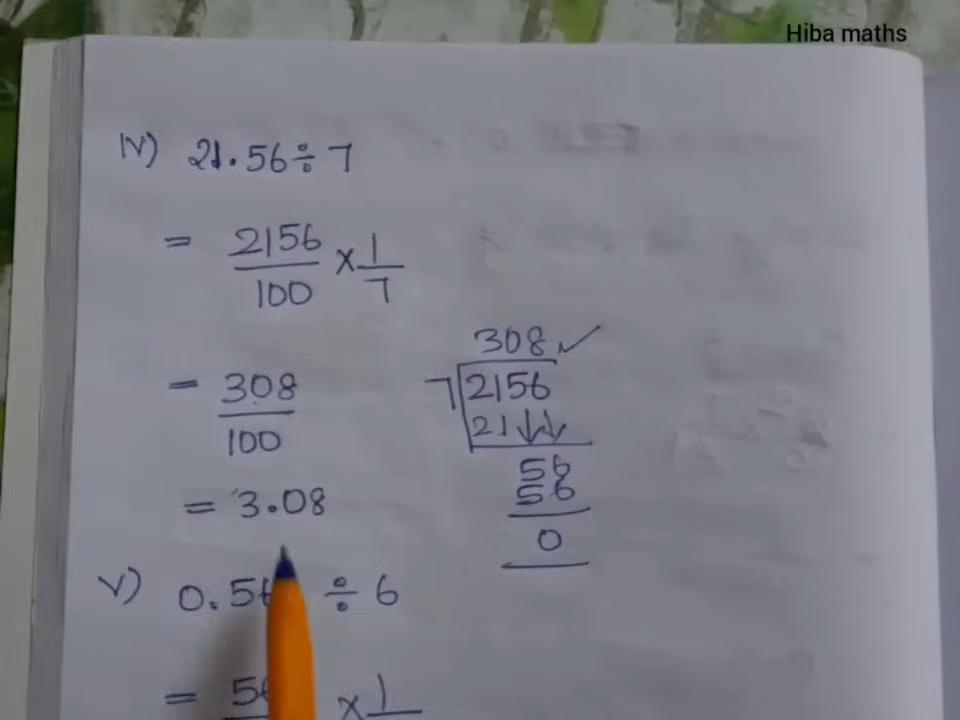 Hiba maths
IV) 21.56 ÷ 7
= 2156/100 × 1/7
= 308/100
= 3.08
308 ✓
7 2156
21↓↓
56
56
0
V) 0.5 ÷ 6
= × 1